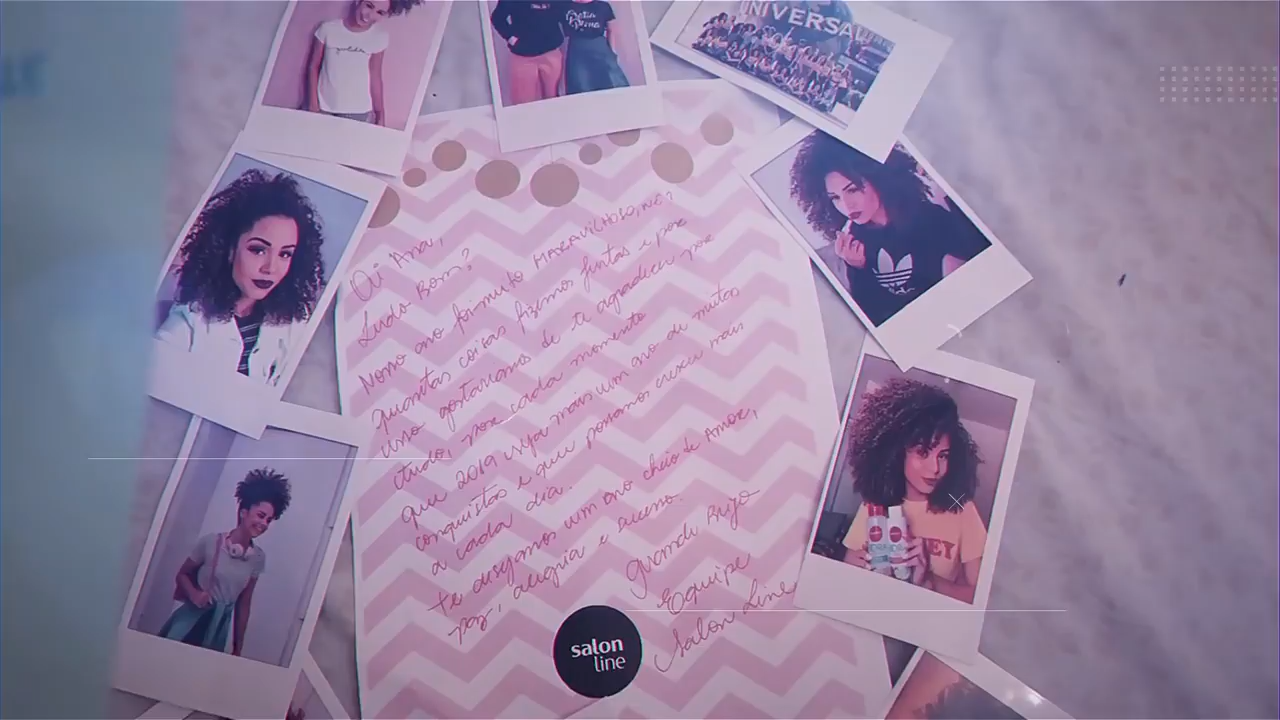 UNIVERSAL
Oi Ana,
Tudo Bom?
Nosso ano foi muito MARAVILHOSO, NÉ?
quantas coisas fizemos juntas e por
isso gostaríamos de te agradecer por
tudo, por cada momento
que 2019 seja mais um ano de muitas
conquistas e que possamos crescer mais
a cada dia.
te desejamos um ano cheio de Amor,
paz, alegria e sucesso.
Grande Beijo
Equipe
Salon Line
salon
line